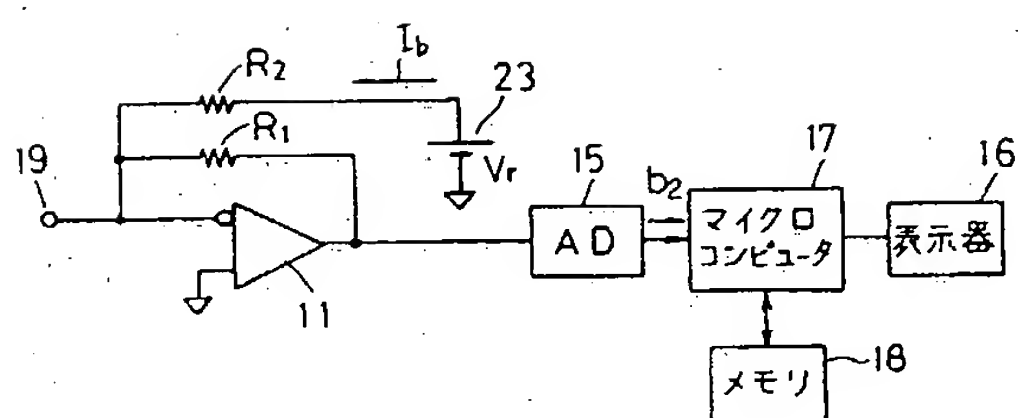 I_b
R₂
23
R₁
V_r
19
11
15
AD
b₂
17
マイクロ
コンピュータ
16
表示器
18
メモリ